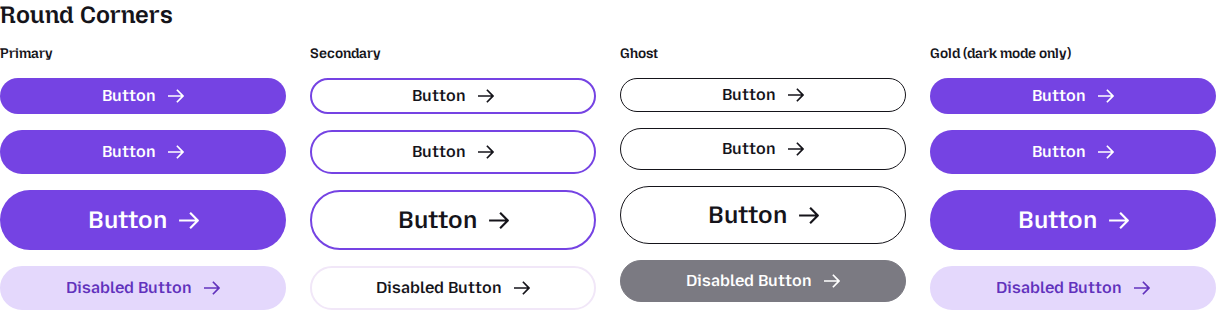 Round Corners
Primary
Secondary
Ghost
Gold (dark mode only)
Button →
Button →
Button →
Button →
Button →
Button →
Button →
Button →
Button →
Button →
Button →
Button →
Disabled Button →
Disabled Button →
Disabled Button →
Disabled Button →